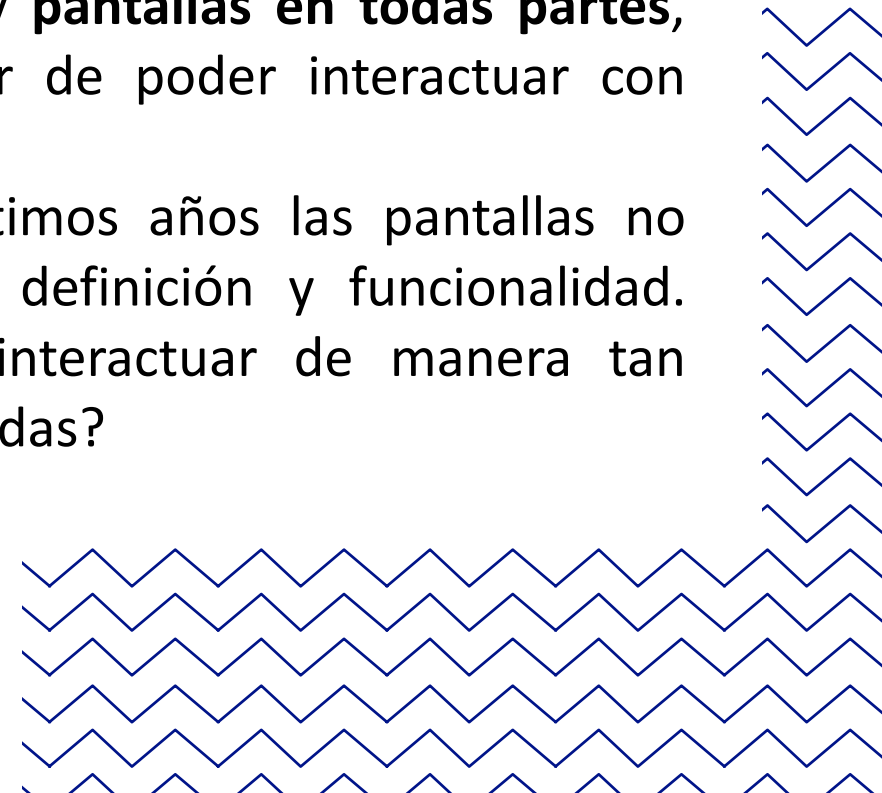 pantallas en todas partes,
r de poder interactuar con
timos años las pantallas no
definición y funcionalidad.
interactuar de manera tan
das?